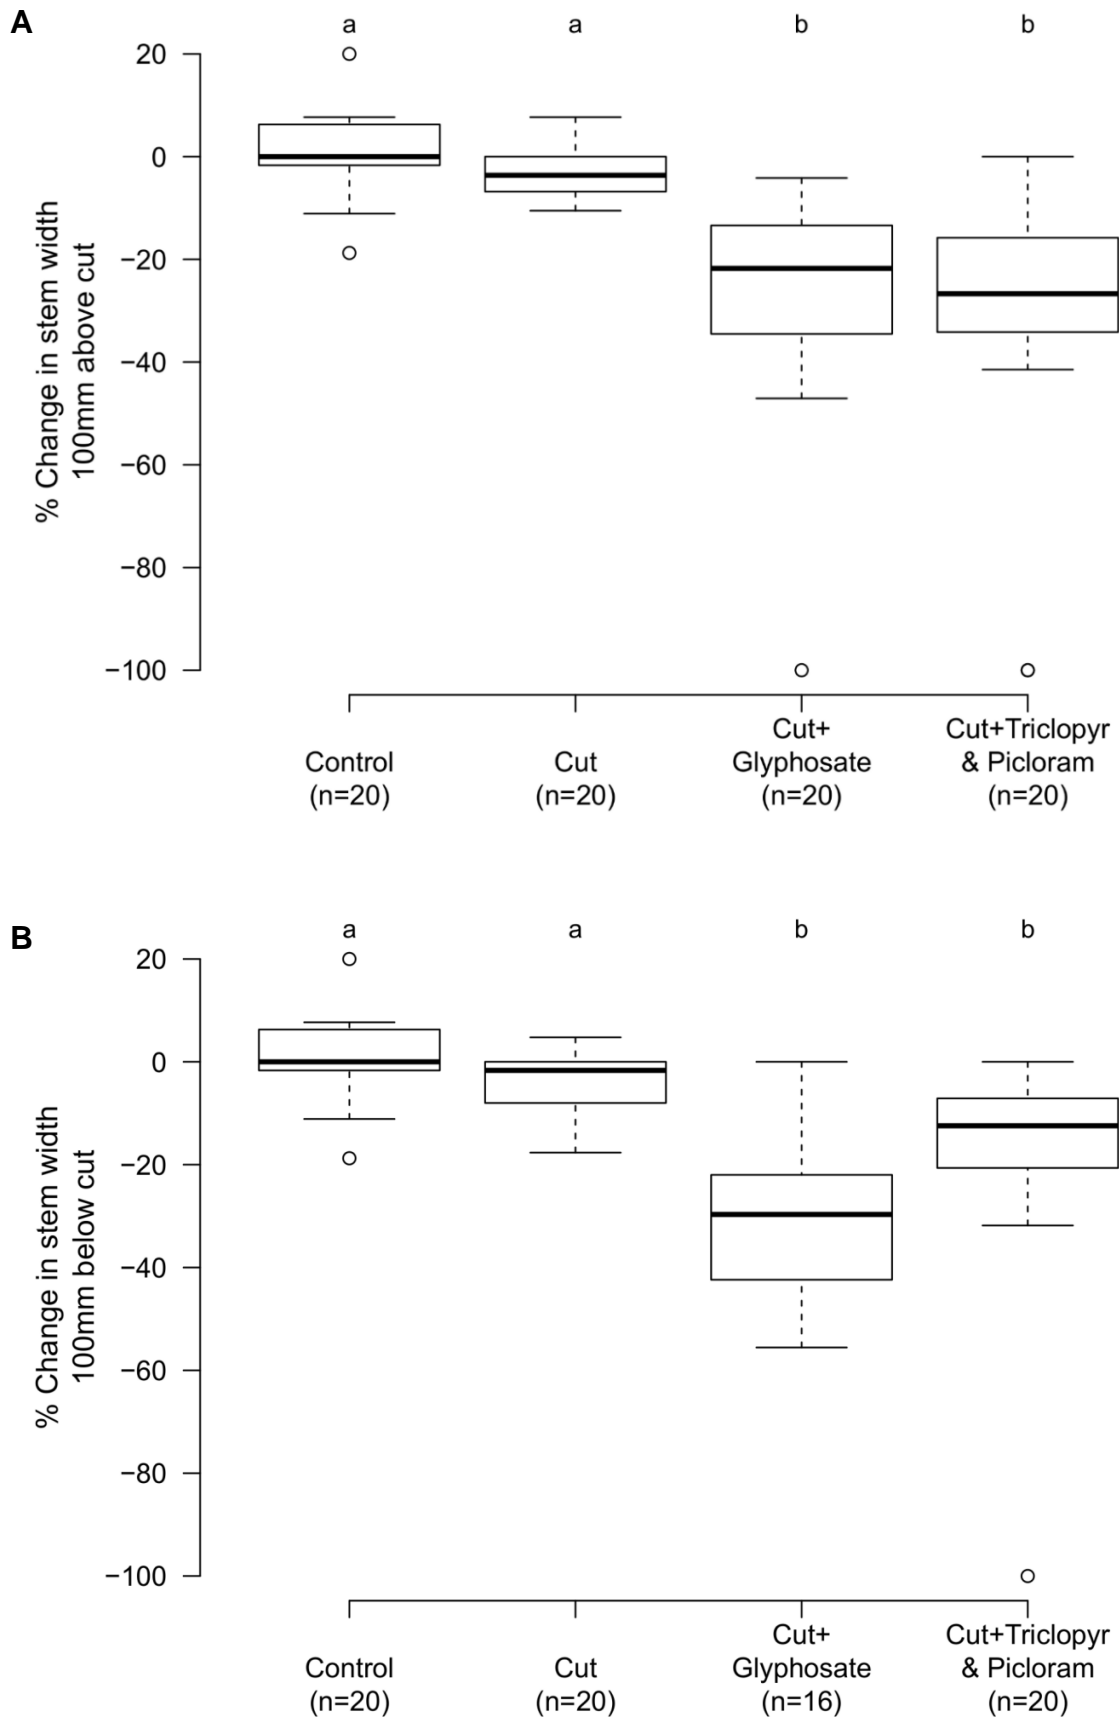 A
a a b b
20
0
−20
−40
−60
−80
−100
% Change in stem width
100mm above cut
Control
(n=20)
Cut
(n=20)
Cut+
Glyphosate
(n=20)
Cut+Triclopyr
& Picloram
(n=20)
B
a a b b
20
0
−20
−40
−60
−80
−100
% Change in stem width
100mm below cut
Control
(n=20)
Cut
(n=20)
Cut+
Glyphosate
(n=16)
Cut+Triclopyr
& Picloram
(n=20)